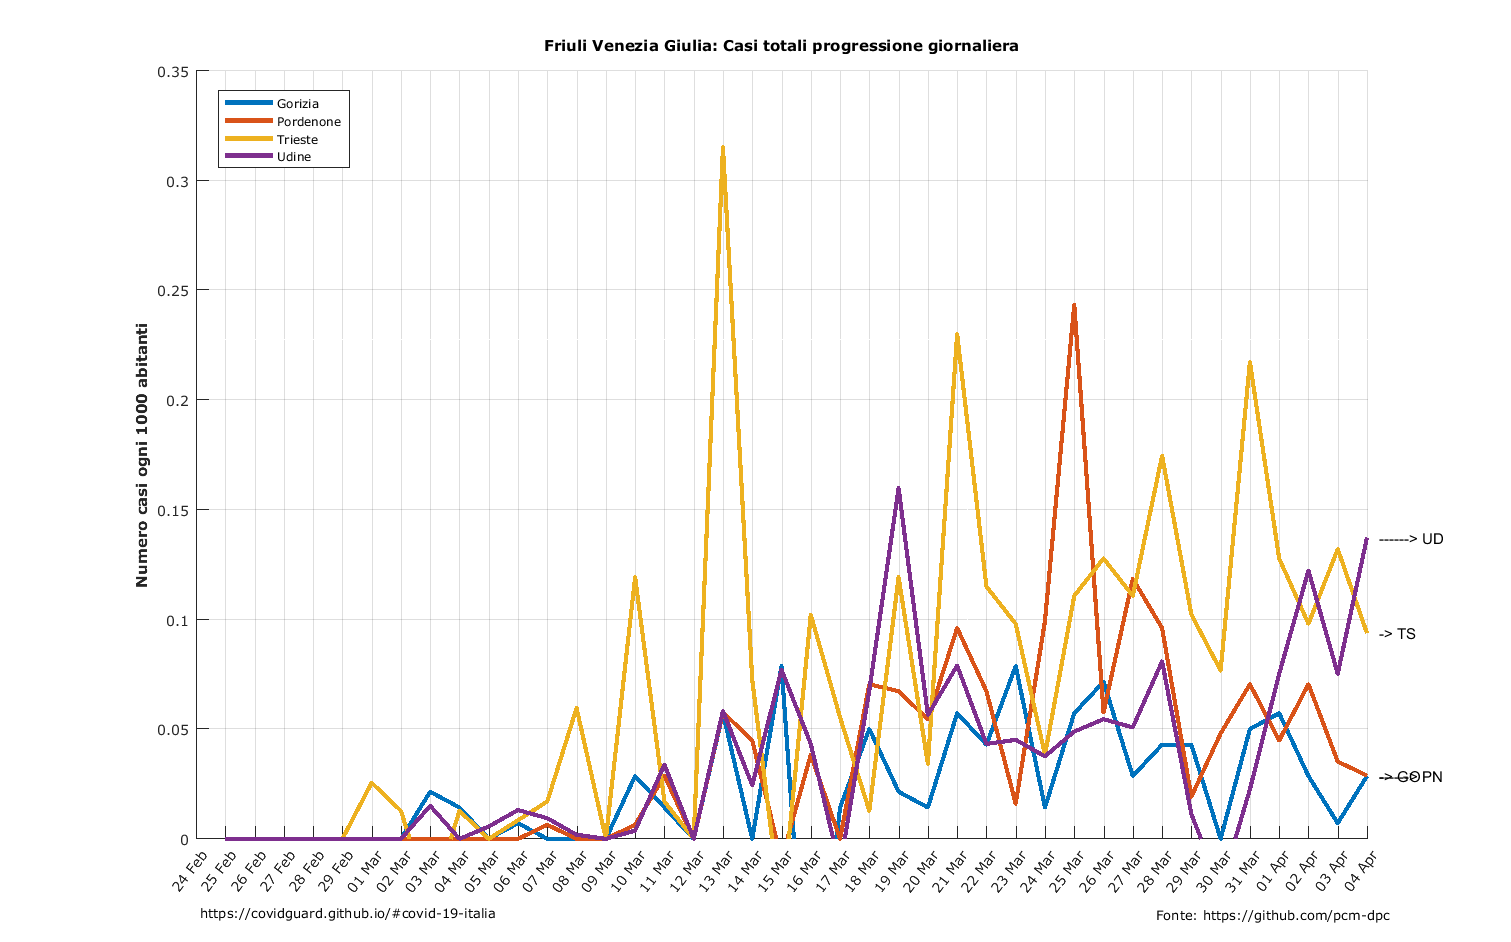 Friuli Venezia Giulia: Casi totali progressione giornaliera
Numero casi ogni 1000 abitanti
0.35
0.3
0.25
0.2
0.15
0.1
0.05
0
Gorizia
Pordenone
Trieste
Udine
------> UD
-> TS
-> GO
-----> PN
24 Feb
25 Feb
26 Feb
27 Feb
28 Feb
29 Feb
01 Mar
02 Mar
03 Mar
04 Mar
05 Mar
06 Mar
07 Mar
08 Mar
09 Mar
10 Mar
11 Mar
12 Mar
13 Mar
14 Mar
15 Mar
16 Mar
17 Mar
18 Mar
19 Mar
20 Mar
21 Mar
22 Mar
23 Mar
24 Mar
25 Mar
26 Mar
27 Mar
28 Mar
29 Mar
30 Mar
31 Mar
01 Apr
02 Apr
03 Apr
04 Apr
https://covidguard.github.io/#covid-19-italia
Fonte: https://github.com/pcm-dpc